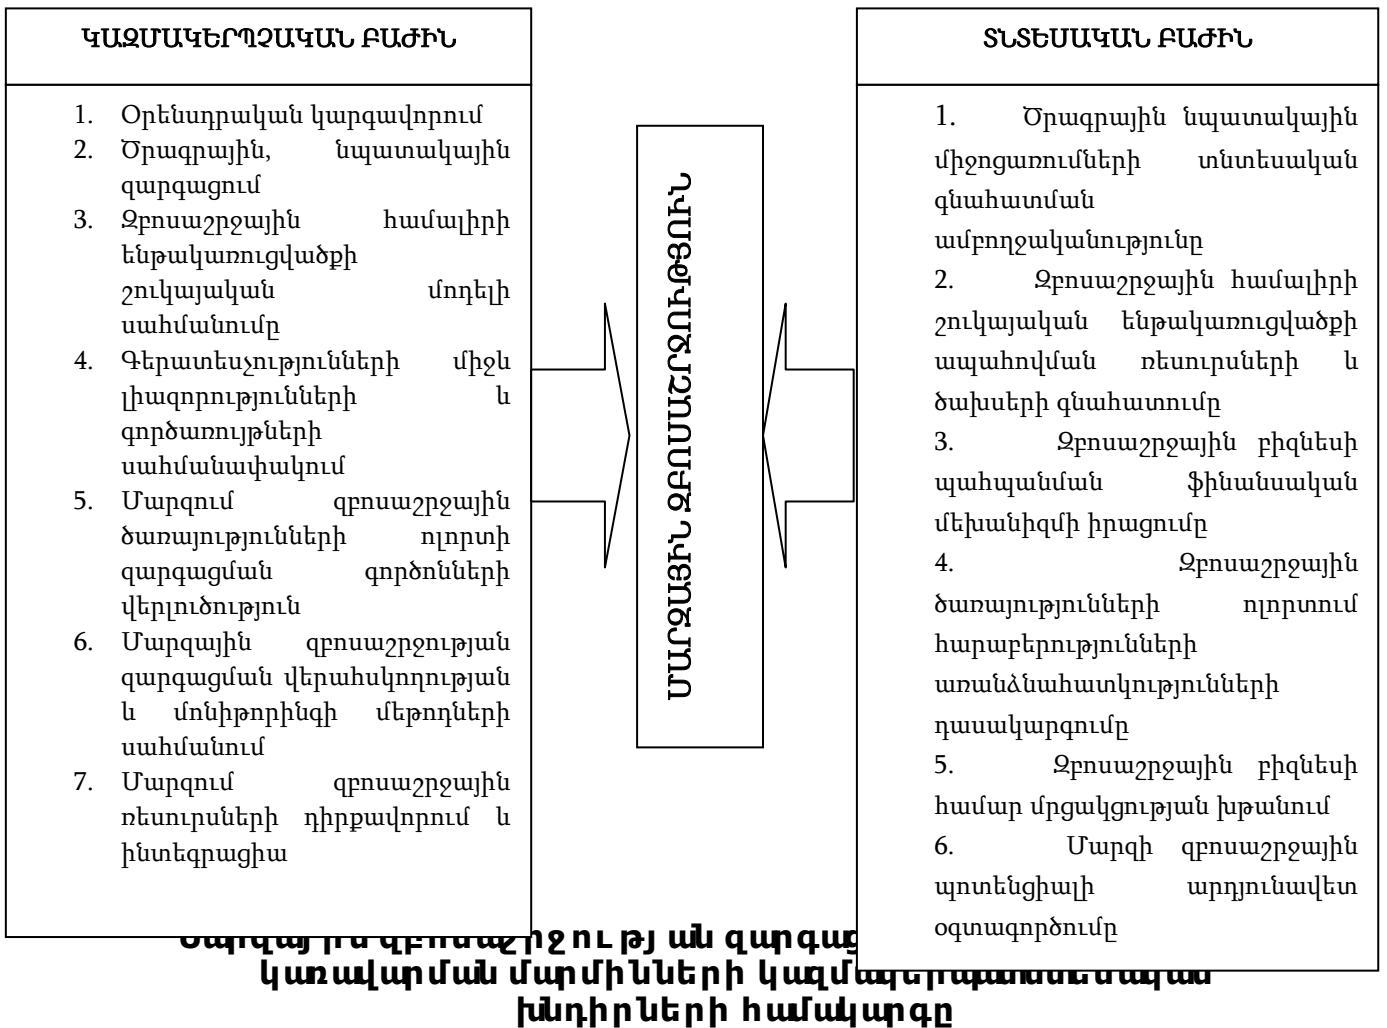 ԿԱԶՄԱԿԵՐՊՉԱԿԱՆ ԲԱԺԻՆ
1. Օրենսդրական կարգավորում
2. Ծրագրային, նպատակային
զարգացում
3. Զբոսաշրջային համալիրի
ենթակառուցվածքի
շուկայական մոդելի
սահմանումը
4. Գերատեսչությունների միջև
լիազորությունների և
գործառույթների
սահմանափակում
5. Մարզում զբոսաշրջային
ծառայությունների ոլորտի
զարգացման գործոնների
վերլուծություն
6. Մարզային զբոսաշրջության
զարգացման վերահսկողության
և մոնիթորինգի մեթոդների
սահմանում
7. Մարզում զբոսաշրջային
ռեսուրսների դիրքավորում և
ինտեգրացիա
ՄԱՐԶԱՅԻՆ ԶԲՈՍԱՇՐՋՈՒԹՅՈՒՆ
ՏՆՏԵՍԱԿԱՆ ԲԱԺԻՆ
1. Ծրագրային նպատակային
միջոցառումների տնտեսական
գնահատման
ամբողջականությունը
2. Զբոսաշրջային համալիրի
շուկայական ենթակառուցվածքի
ապահովման ռեսուրսների և
ծախսերի գնահատումը
3. Զբոսաշրջային բիզնեսի
պահպանման ֆինանսական
մեխանիզմի իրացումը
4. Զբոսաշրջային
ծառայությունների ոլորտում
հարաբերությունների
առանձնահատկությունների
դասակարգումը
5. Զբոսաշրջային բիզնեսի
համար մրցակցության խթանում
6. Մարզի զբոսաշրջային
պոտենցիալի արդյունավետ
օգտագործումը
զբոսաշրջության
կառավարման մարմինների
խնդիրների համակարգը